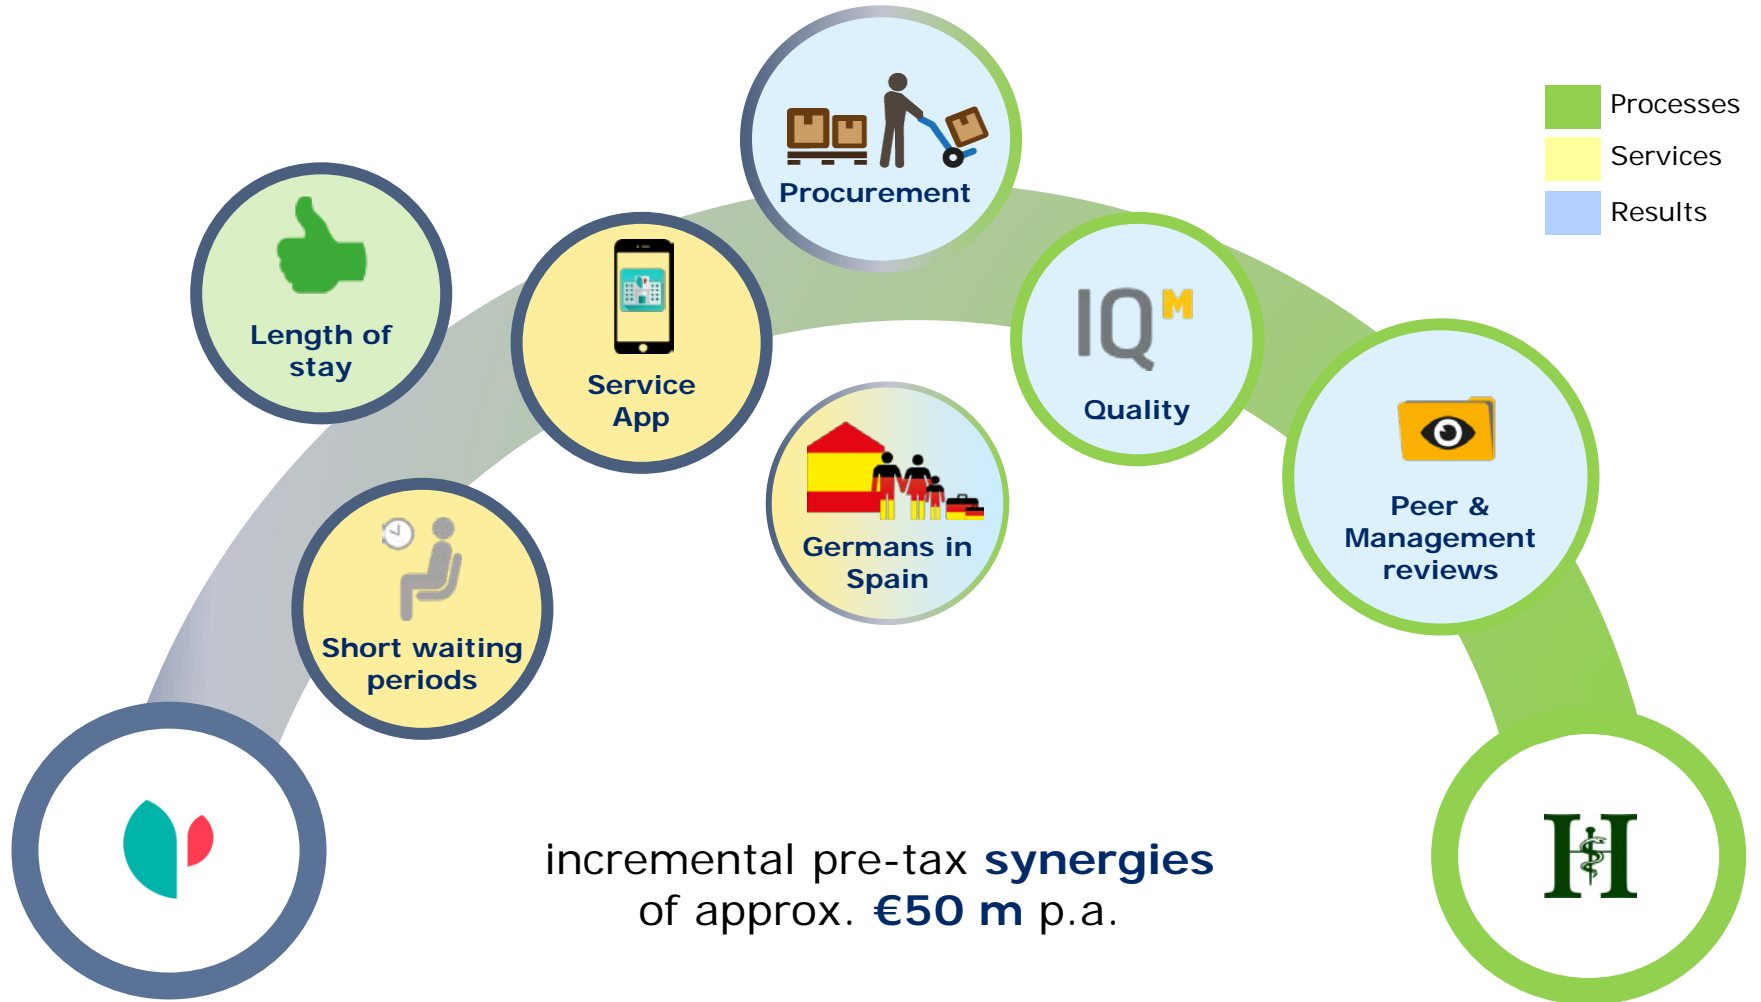 Procurement
Processes
Services
Results
Length of
stay
Service
App
IQM
Quality
Germans in
Spain
Peer &
Management
reviews
Short waiting
periods
incremental pre-tax synergies
of approx. €50 m p.a.
H